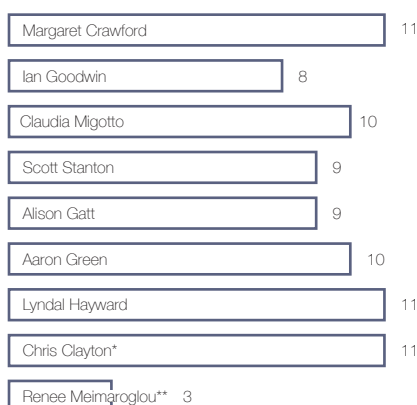 Margaret Crawford 11
Ian Goodwin 8
Claudia Migotto 10
Scott Stanton 9
Alison Gatt 9
Aaron Green 10
Lyndal Hayward 11
Chris Clayton* 11
Renee Meimaroglou** 3